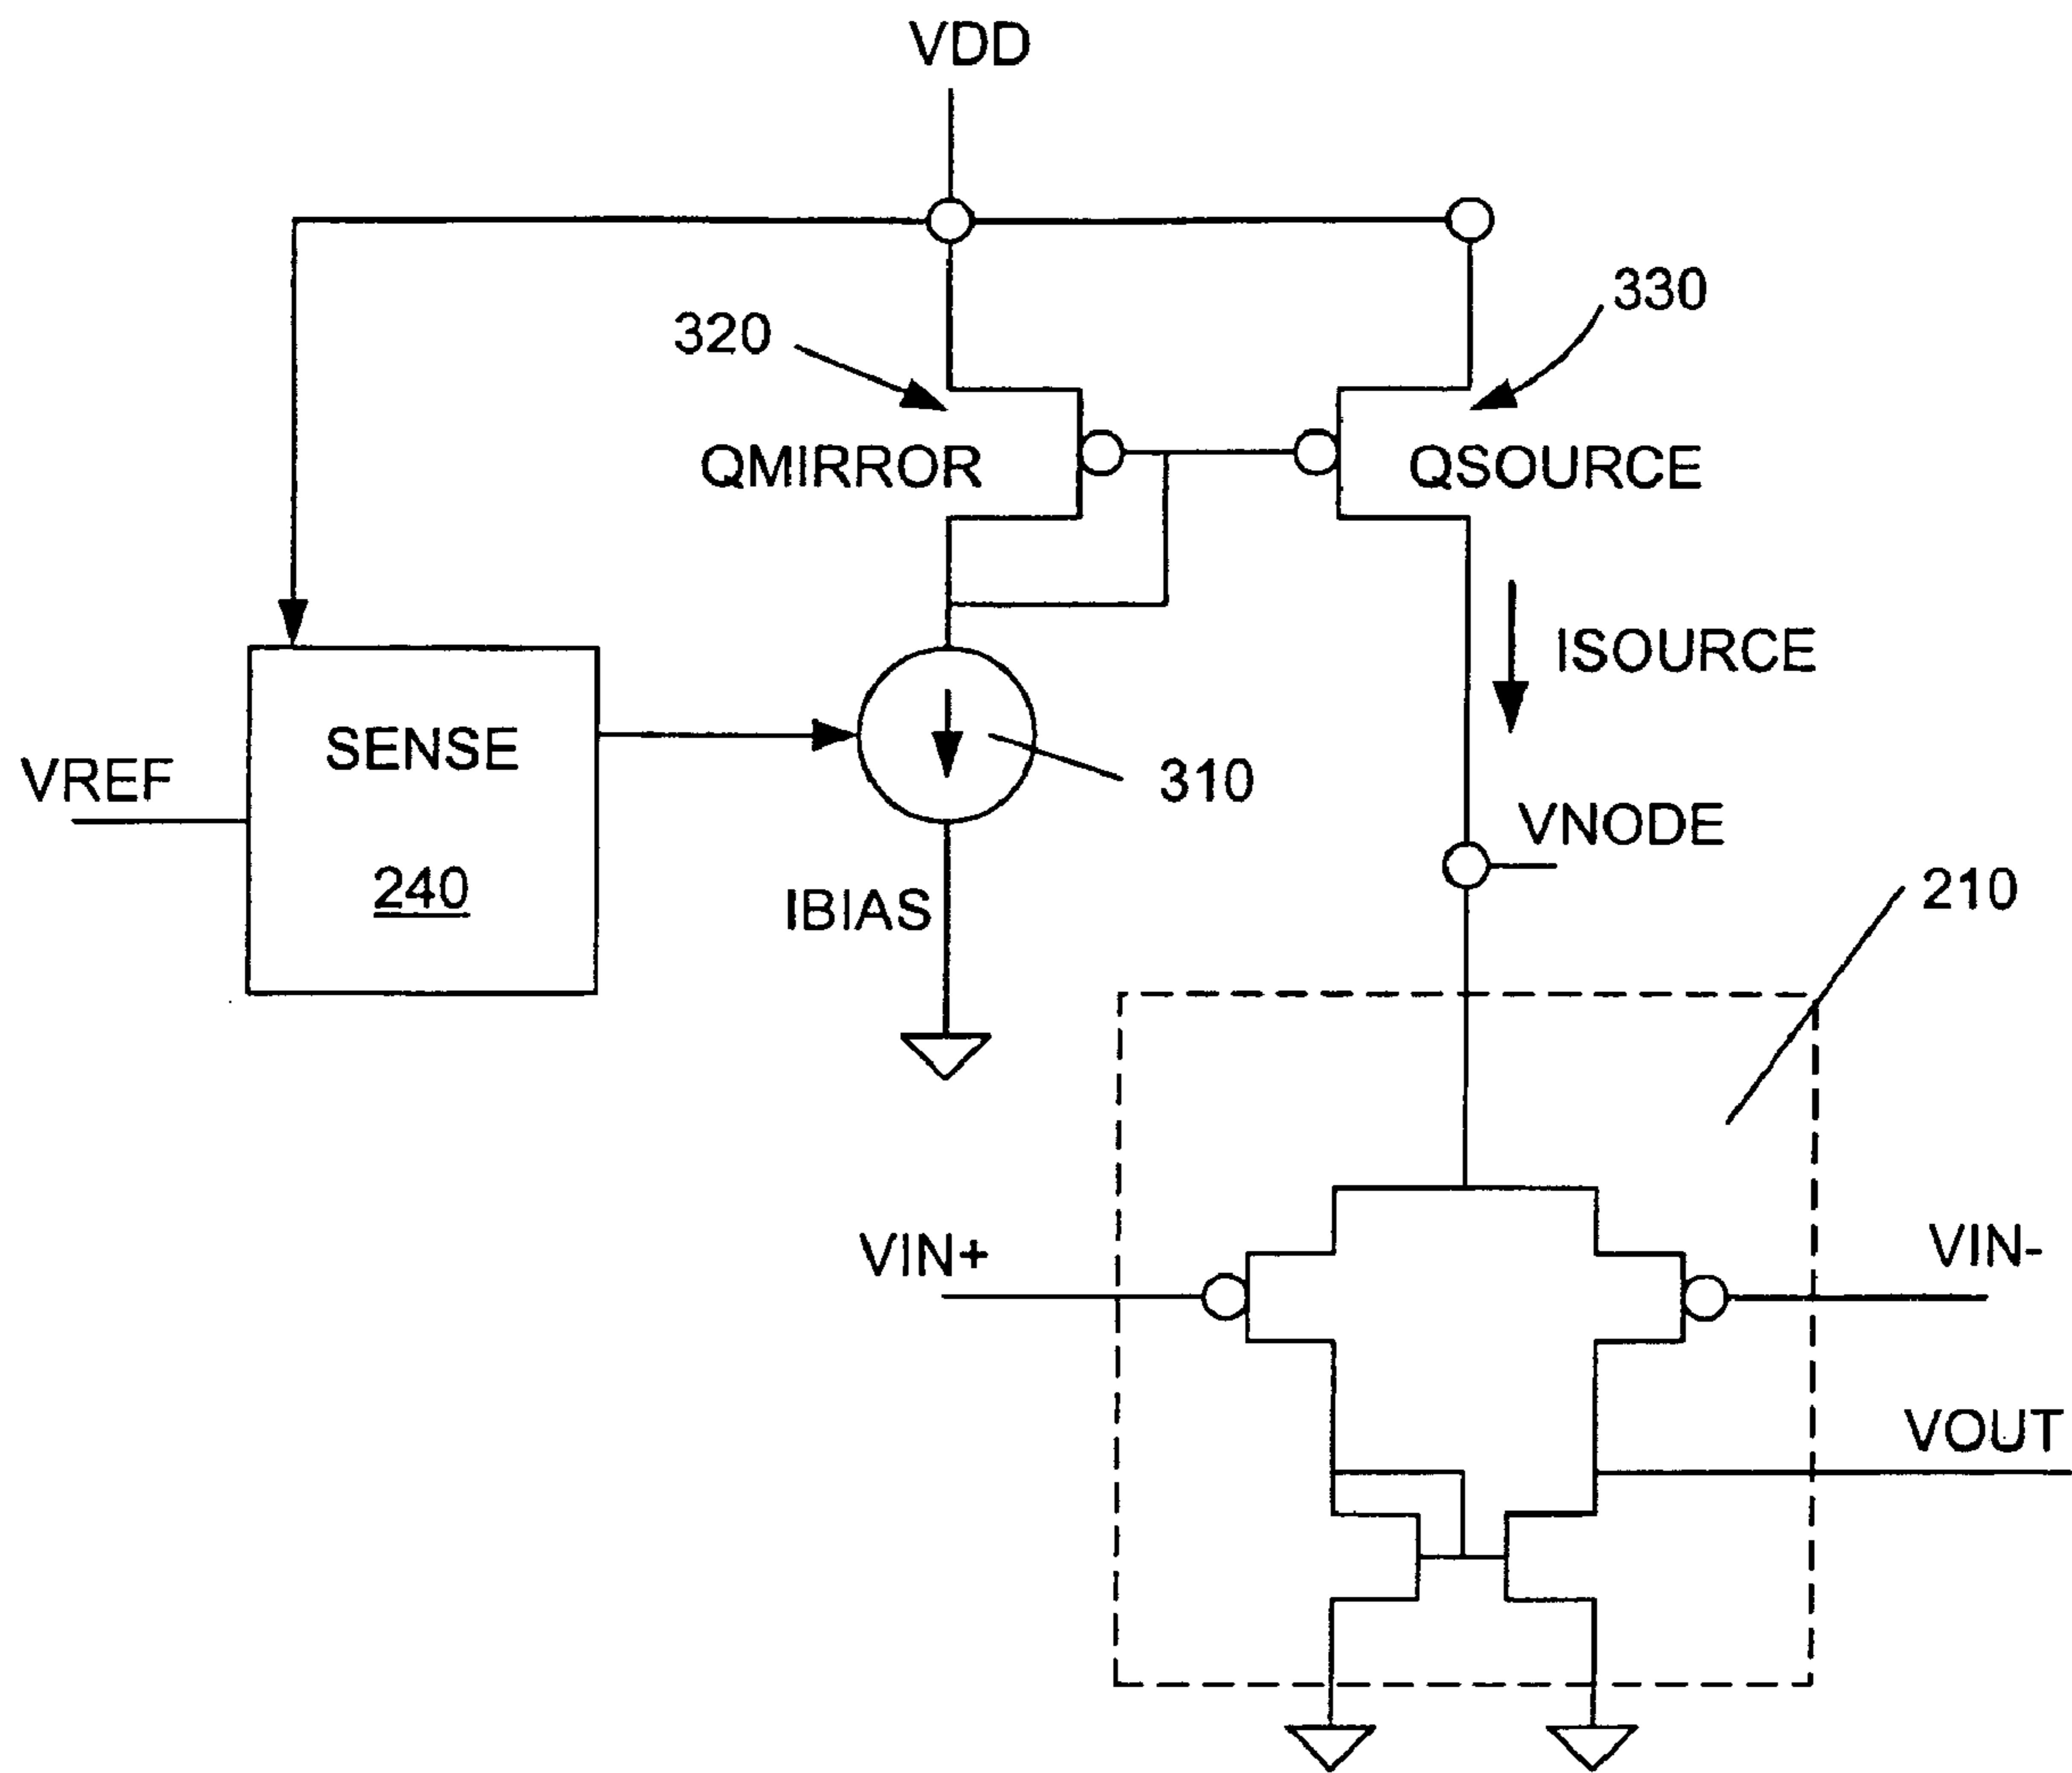 VDD
330
320
QMIRROR
QSOURCE
ISOURCE
SENSE
VREF
310
VNODE
240
IBIAS
210
VIN+
VIN-
VOUT